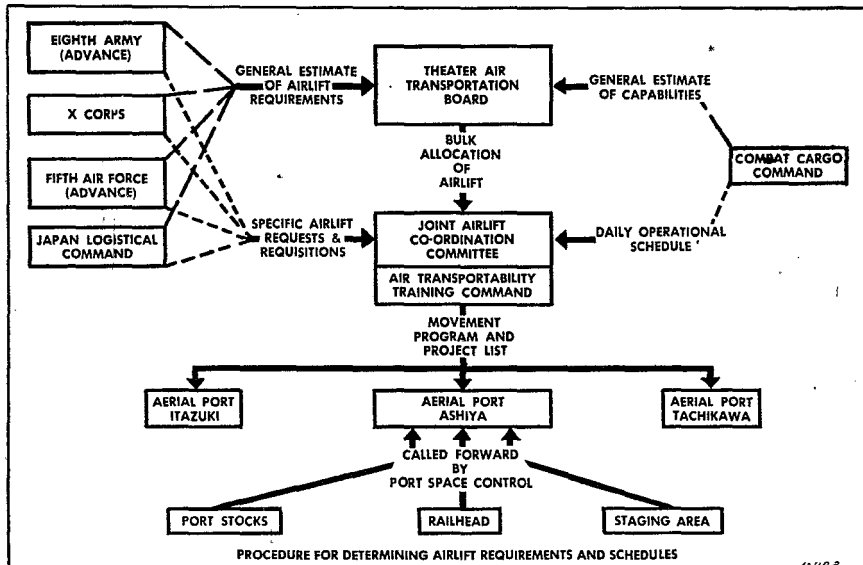 EIGHTH ARMY
(ADVANCE)
X CORPS
FIFTH AIR FORCE
(ADVANCE)
JAPAN LOGISTICAL
COMMAND
GENERAL ESTIMATE
OF AIRLIFT
REQUIREMENTS
THEATER AIR
TRANSPORTATION
BOARD
GENERAL ESTIMATE
OF CAPABILITIES
COMBAT CARGO
COMMAND
BULK
ALLOCATION
OF
AIRLIFT
SPECIFIC AIRLIFT
REQUESTS &
REQUISITIONS
JOINT AIRLIFT
CO-ORDINATION
COMMITTEE
AIR TRANSPORTABILITY
TRAINING COMMAND
DAILY OPERATIONAL
SCHEDULE
MOVEMENT
PROGRAM AND
PROJECT LIST
AERIAL PORT
ITAZUKI
AERIAL PORT
ASHIYA
AERIAL PORT
TACHIKAWA
CALLED FORWARD
BY
PORT SPACE CONTROL
PORT STOCKS
RAILHEAD
STAGING AREA
PROCEDURE FOR DETERMINING AIRLIFT REQUIREMENTS AND SCHEDULES